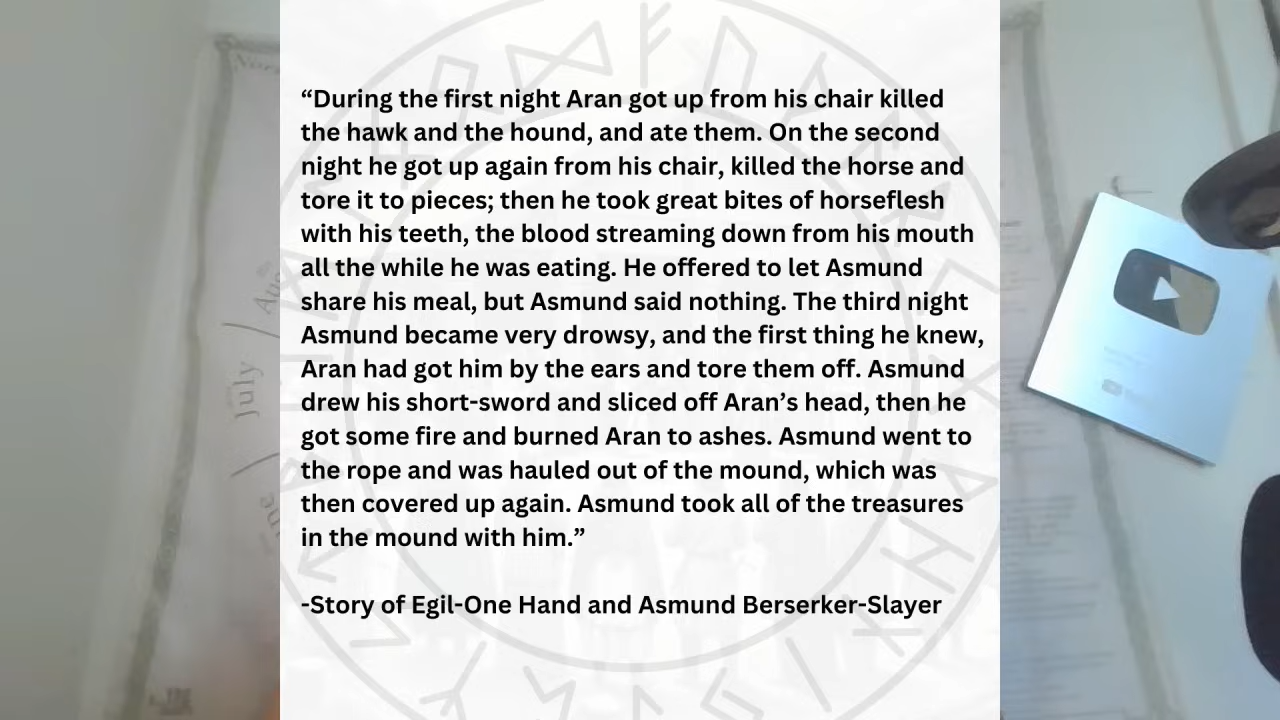 “During the first night Aran got up from his chair killed
the hawk and the hound, and ate them. On the second
night he got up again from his chair, killed the horse and
tore it to pieces; then he took great bites of horseflesh
with his teeth, the blood streaming down from his mouth
all the while he was eating. He offered to let Asmund
share his meal, but Asmund said nothing. The third night
Asmund became very drowsy, and the first thing he knew,
Aran had got him by the ears and tore them off. Asmund
drew his short-sword and sliced off Aran’s head, then he
got some fire and burned Aran to ashes. Asmund went to
the rope and was hauled out of the mound, which was
then covered up again. Asmund took all of the treasures
in the mound with him.”
-Story of Egil-One Hand and Asmund Berserker-Slayer
July